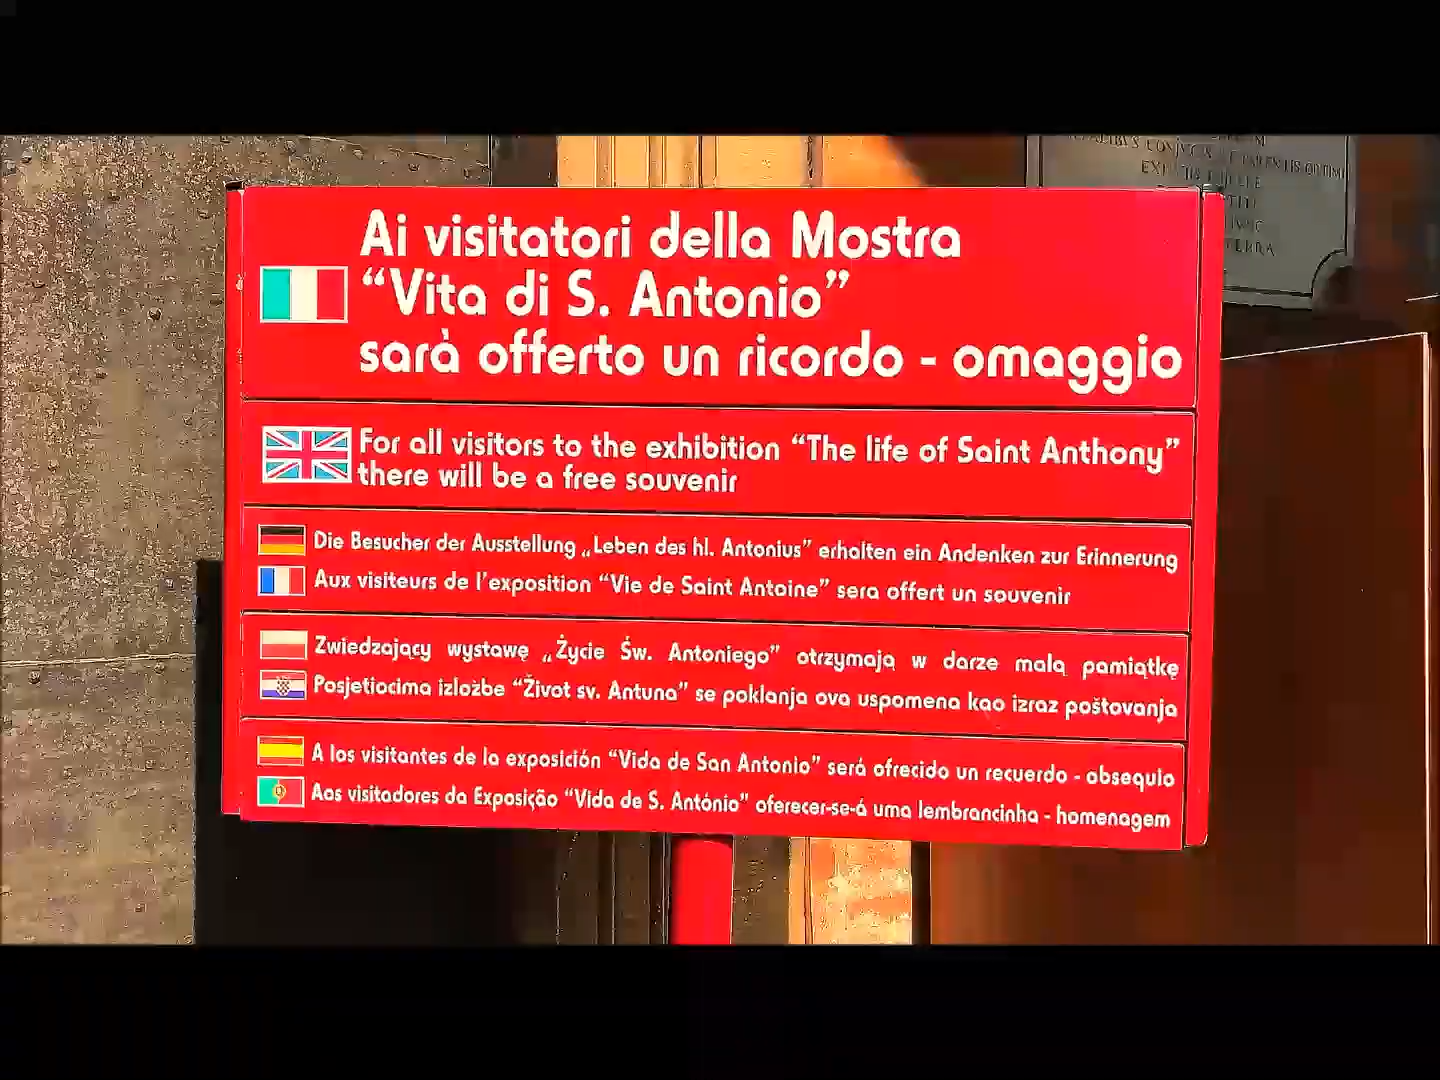 Ai visitatori della Mostra
“Vita di S. Antonio”
sarà offerto un ricordo - omaggio
For all visitors to the exhibition “The life of Saint Anthony”
there will be a free souvenir
Die Besucher der Ausstellung „Leben des hl. Antonius” erhalten ein Andenken zur Erinnerung
Aux visiteurs de l'exposition “Vie de Saint Antoine” sera offert un souvenir
Zwiedzający wystawę „Życie Św. Antoniego” otrzymają w darze małą pamiątkę
Posjetiocima izložbe “Život sv. Antuna” se poklanja ova uspomena kao izraz poštovanja
A los visitantes de la exposición “Vida de San Antonio” será ofrecido un recuerdo - obsequio
Aos visitadores da Exposição “Vida de S. António” oferecer-se-á uma lembrancinha - homenagem